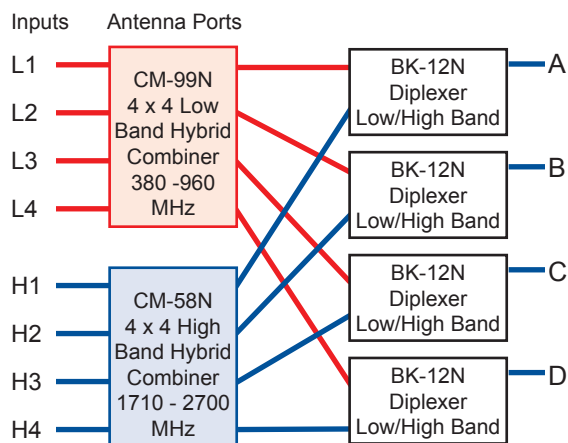 Inputs
Antenna Ports
L1
L2
L3
L4
CM-99N
4 x 4 Low
Band Hybrid
Combiner
380 -960
MHz
H1
H2
H3
H4
CM-58N
4 x 4 High
Band Hybrid
Combiner
1710 - 2700
MHz
BK-12N
Diplexer
Low/High Band
A
BK-12N
Diplexer
Low/High Band
B
BK-12N
Diplexer
Low/High Band
C
BK-12N
Diplexer
Low/High Band
D